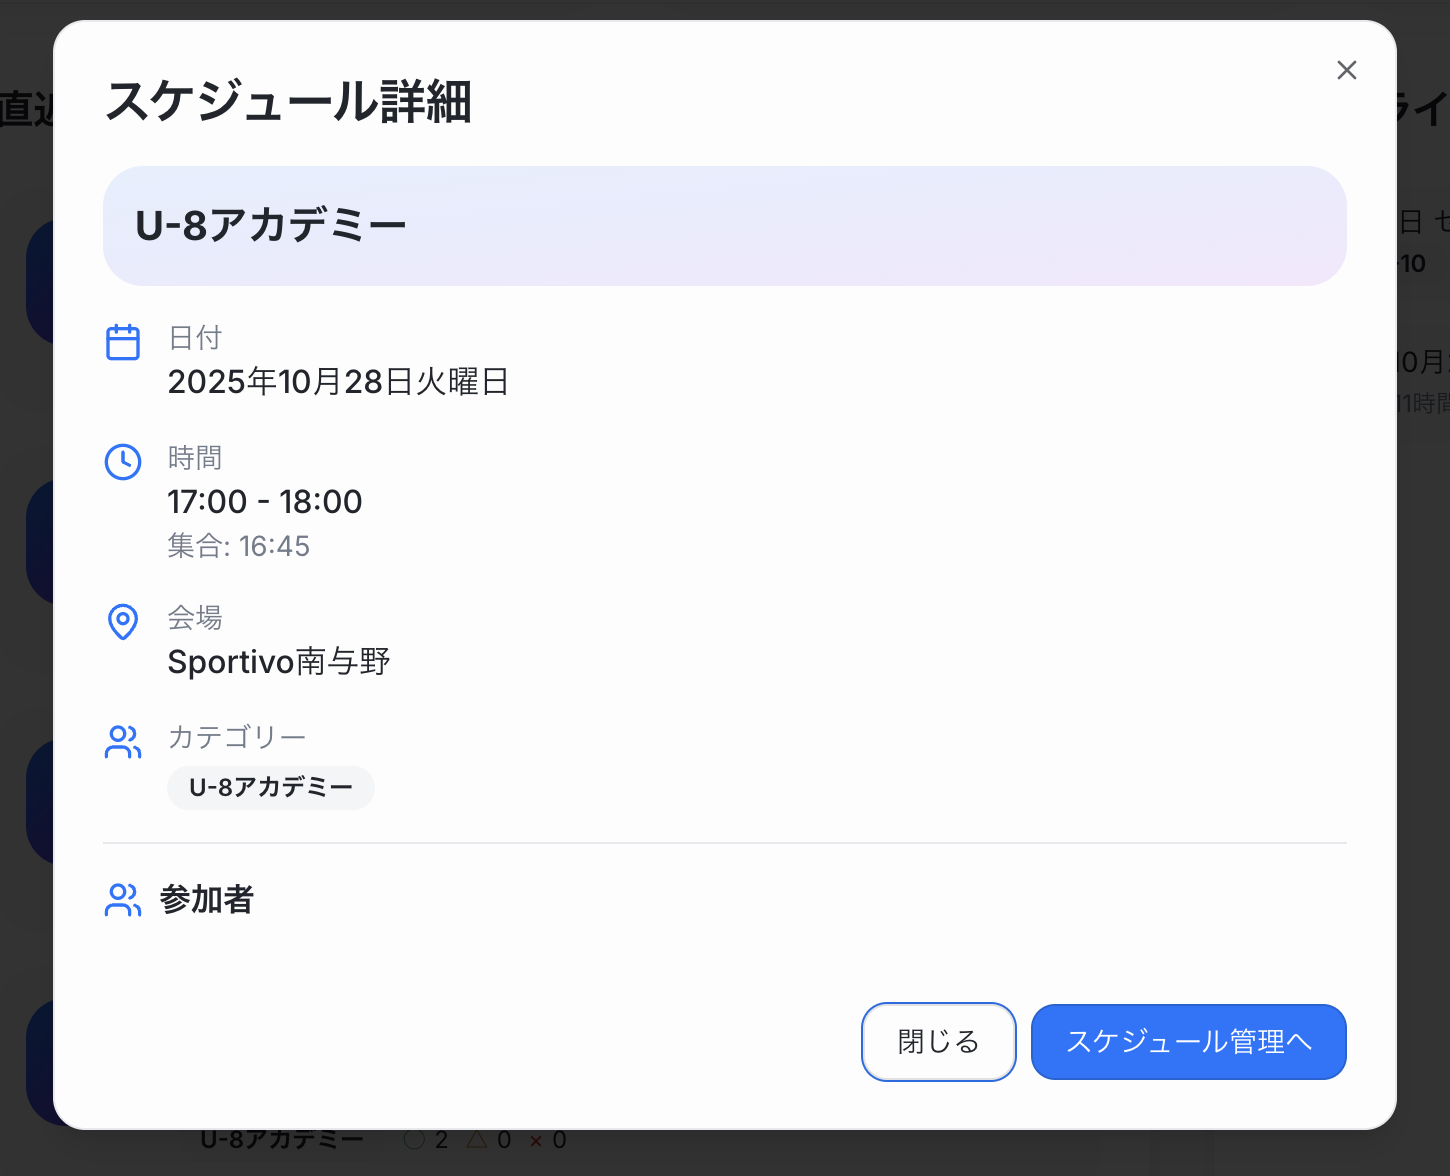 スケジュール詳細
U-8アカデミー
日付
2025年10月28日火曜日
時間
17:00 - 18:00
集合: 16:45
会場
Sportivo南与野
カテゴリー
U-8アカデミー
参加者
閉じる
スケジュール管理へ
直近
ライ
日 セ
-10
10月
11時間
U-8アカデミー ○ 2 △ 0 × 0